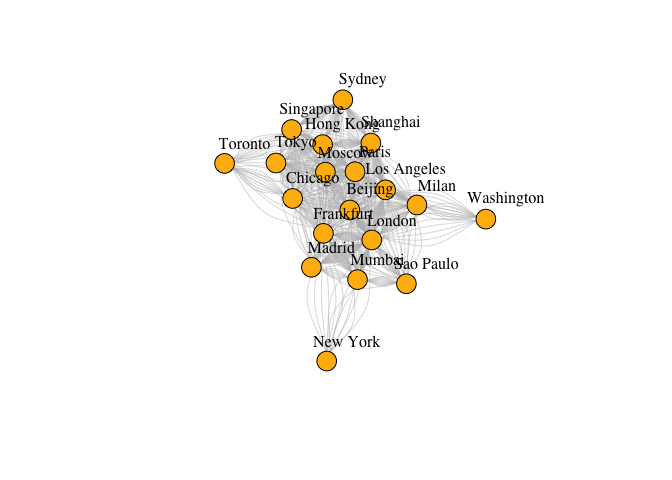 Sydney
Singapore
Hong Kong
Shanghai
Toronto
Tokyo
Moscow
Paris
Los Angeles
Chicago
Beijing
Milan
Washington
Frankfurt
London
Madrid
Mumbai
Sao Paulo
New York